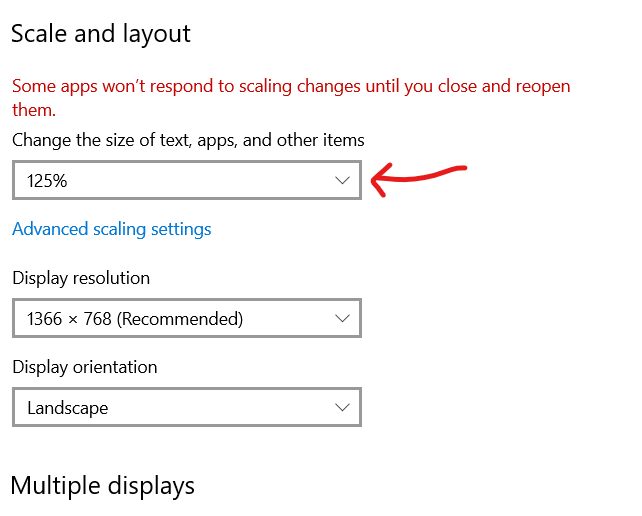 Scale and layout
Some apps won’t respond to scaling changes until you close and reopen
them.
Change the size of text, apps, and other items
125%
Advanced scaling settings
Display resolution
1366 × 768 (Recommended)
Display orientation
Landscape
Multiple displays